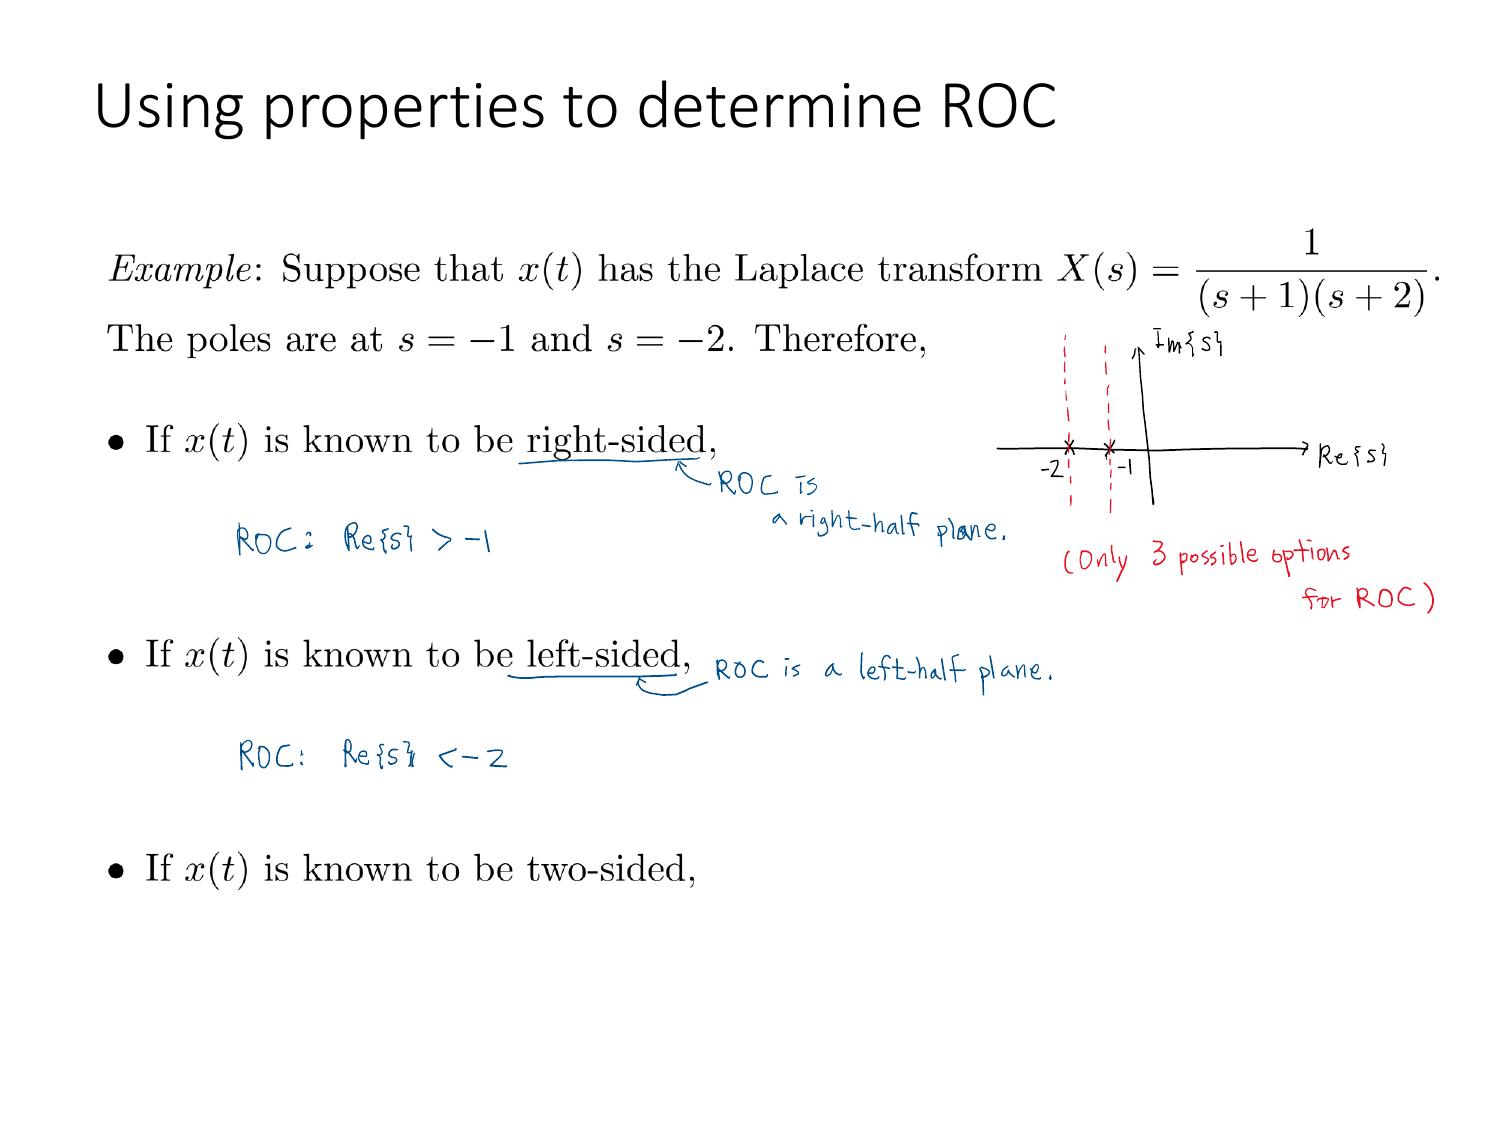 Using properties to determine ROC
Example: Suppose that x(t) has the Laplace transform X(s) = 1/((s + 1)(s + 2)).
The poles are at s = −1 and s = −2. Therefore,
Im{s}
Re{s}
-2
-1
• If x(t) is known to be right-sided,
ROC is
a right-half plane.
ROC: Re{s} > -1
(Only 3 possible options
for ROC)
• If x(t) is known to be left-sided,
ROC is a left-half plane.
ROC: Re{s} < -2
• If x(t) is known to be two-sided,